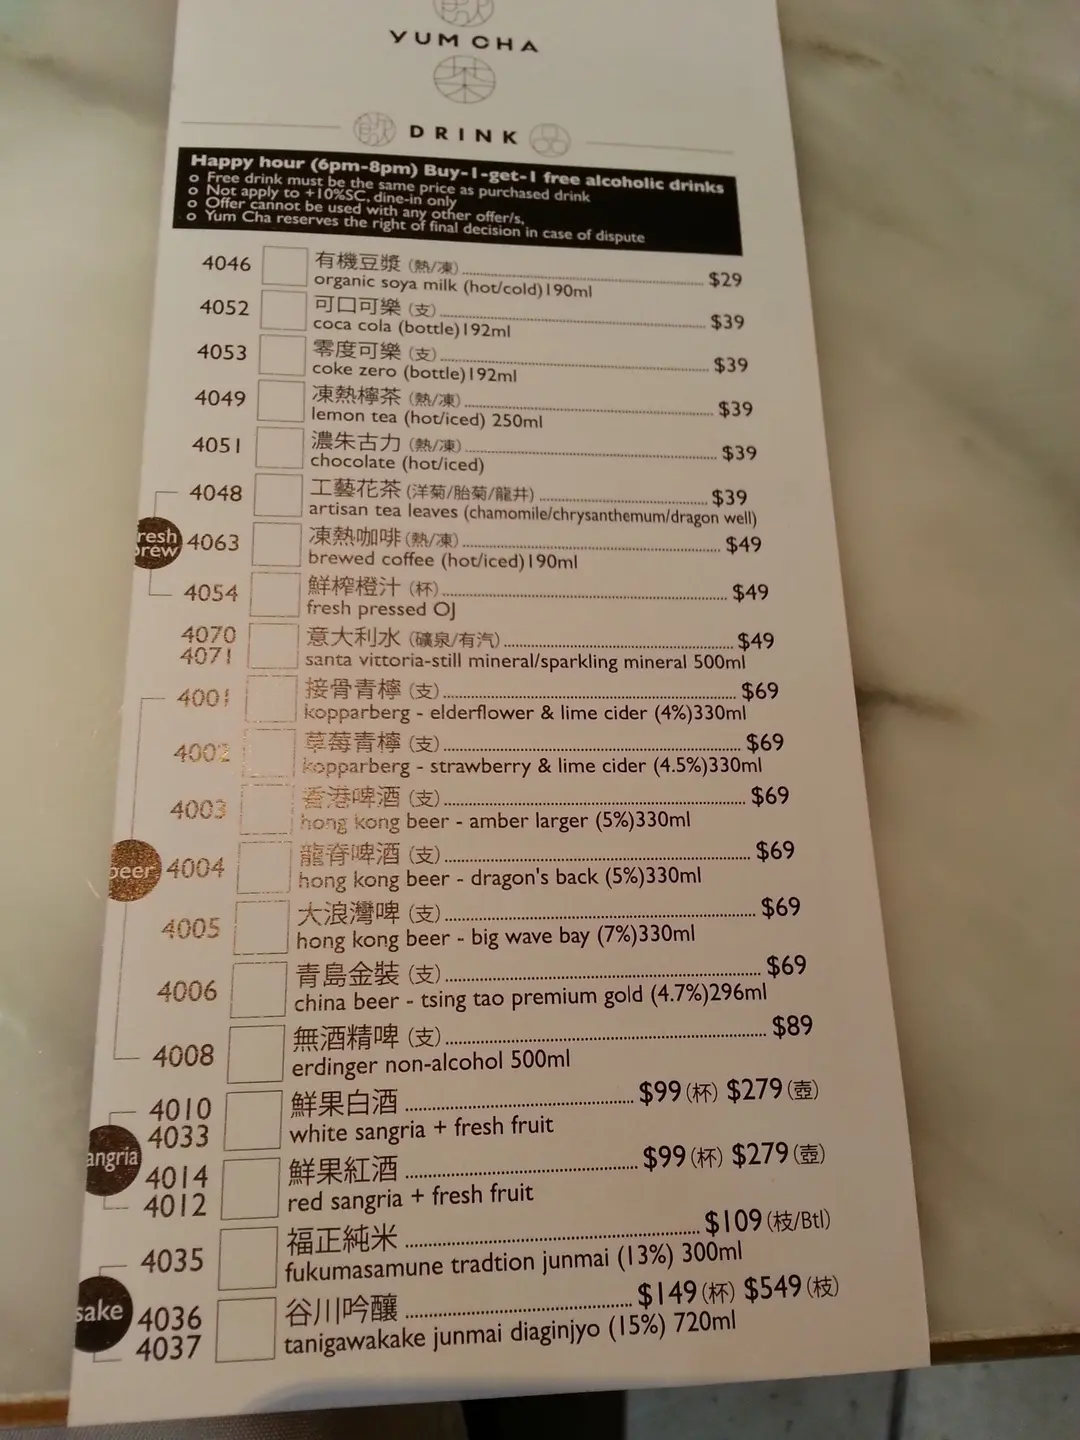 飲
YUM CHA
茶
飲 DRINK 品
Happy hour (6pm-8pm) Buy-1-get-1 free alcoholic drinks
o Free drink must be the same price as purchased drink
o Not apply to +10%SC, dine-in only
o Offer cannot be used with any other offer/s,
o Yum Cha reserves the right of final decision in case of dispute
4046 有機豆漿 (熱/凍) $29
organic soya milk (hot/cold)190ml
4052 可口可樂 (支) $39
coca cola (bottle)192ml
4053 零度可樂 (支) $39
coke zero (bottle)192ml
4049 凍熱檸茶 (熱/凍) $39
lemon tea (hot/iced) 250ml
4051 濃朱古力 (熱/凍) $39
chocolate (hot/iced)
4048 工藝花茶 (洋菊/胎菊/龍井) $39
artisan tea leaves (chamomile/chrysanthemum/dragon well)
resh brew
4063 凍熱咖啡 (熱/凍) $49
brewed coffee (hot/iced)190ml
4054 鮮榨橙汁 (杯) $49
fresh pressed OJ
4070 意大利水 (礦泉/有汽) $49
4071 santa vittoria-still mineral/sparkling mineral 500ml
4001 接骨青檸 (支) $69
kopparberg - elderflower & lime cider (4%)330ml
4002 草莓青檸 (支) $69
kopparberg - strawberry & lime cider (4.5%)330ml
4003 香港啤酒 (支) $69
hong kong beer - amber larger (5%)330ml
beer
4004 龍脊啤酒 (支) $69
hong kong beer - dragon's back (5%)330ml
4005 大浪灣啤 (支) $69
hong kong beer - big wave bay (7%)330ml
4006 青島金裝 (支) $69
china beer - tsing tao premium gold (4.7%)296ml
4008 無酒精啤 (支) $89
erdinger non-alcohol 500ml
4010 鮮果白酒 $99 (杯) $279 (壺)
4033 white sangria + fresh fruit
angria
4014 鮮果紅酒 $99 (杯) $279 (壺)
4012 red sangria + fresh fruit
4035 福正純米 $109 (枝/Btl)
fukumasamune tradtion junmai (13%) 300ml
sake
4036 谷川吟釀 $149 (杯) $549 (枝)
4037 tanigawakake junmai diaginjyo (15%) 720ml